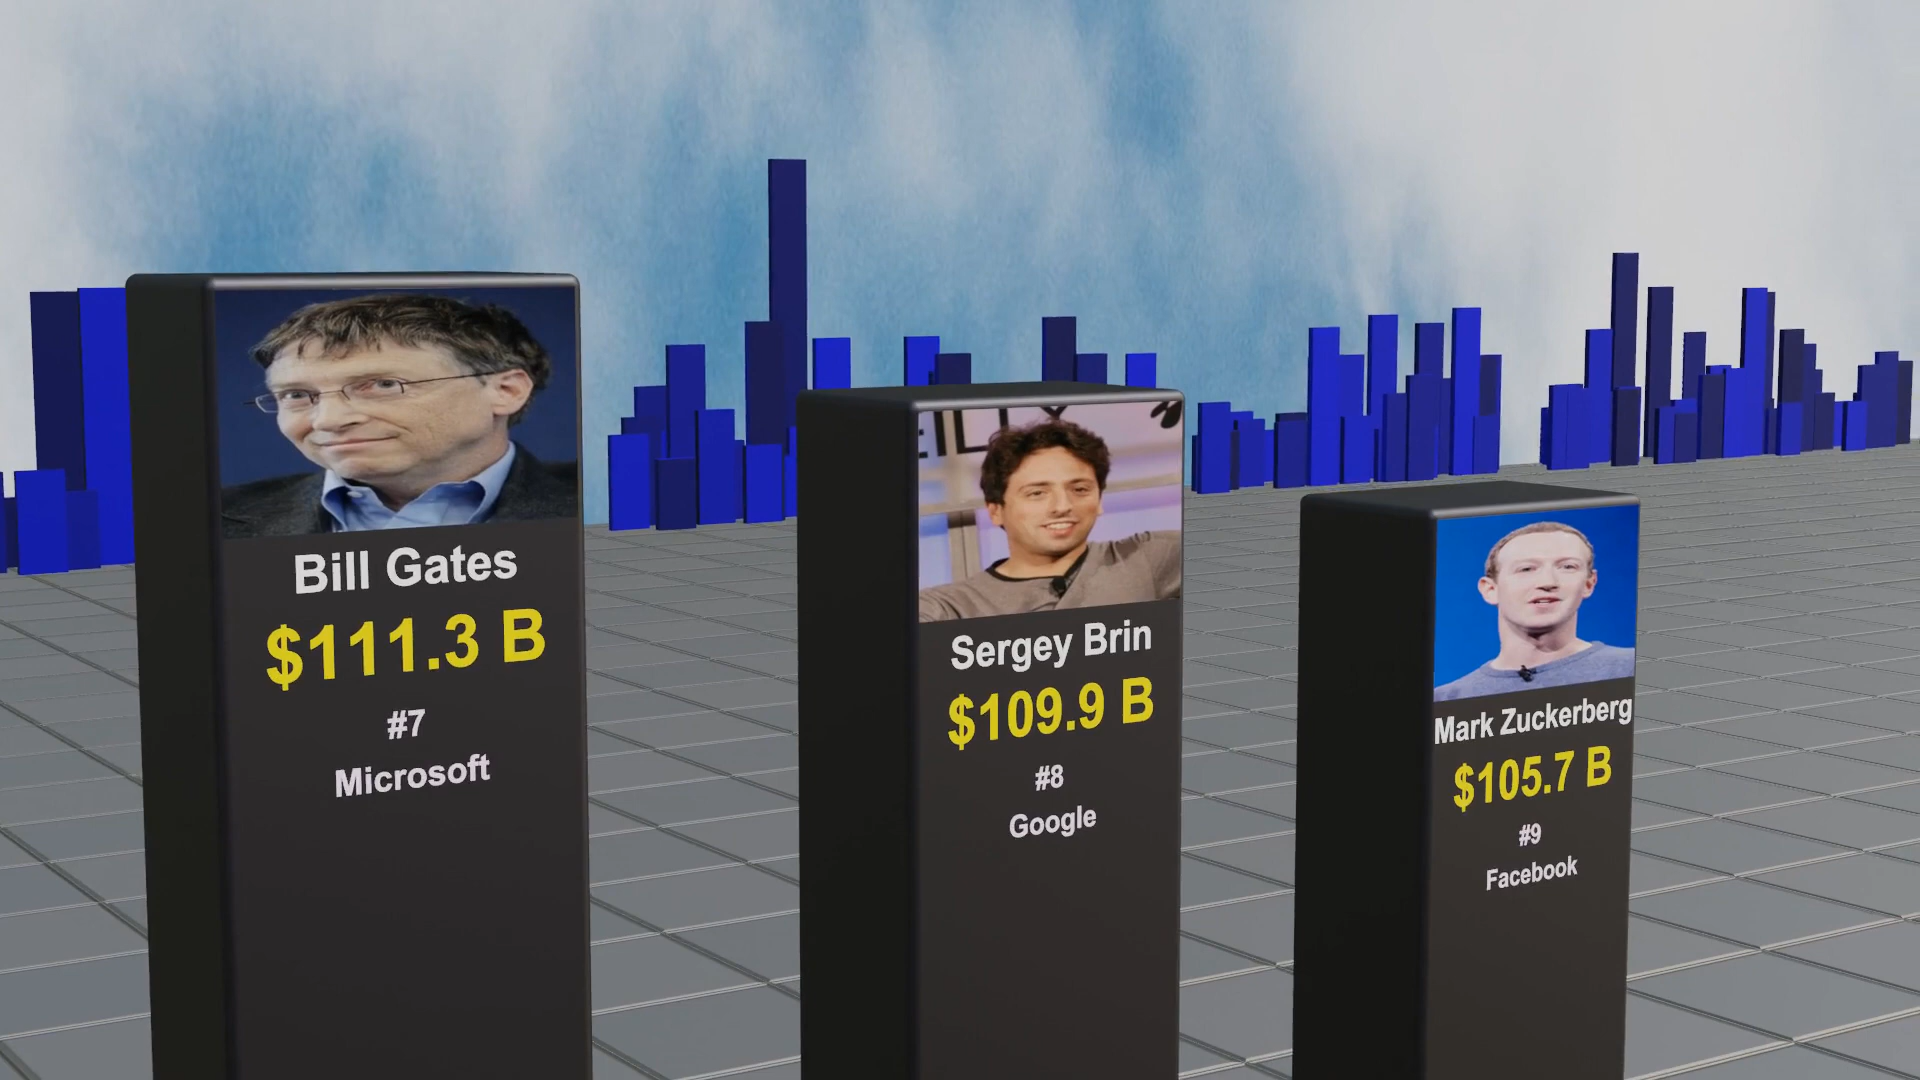 Bill Gates
$111.3 B
#7
Microsoft
Sergey Brin
$109.9 B
#8
Google
Mark Zuckerberg
$105.7 B
#9
Facebook